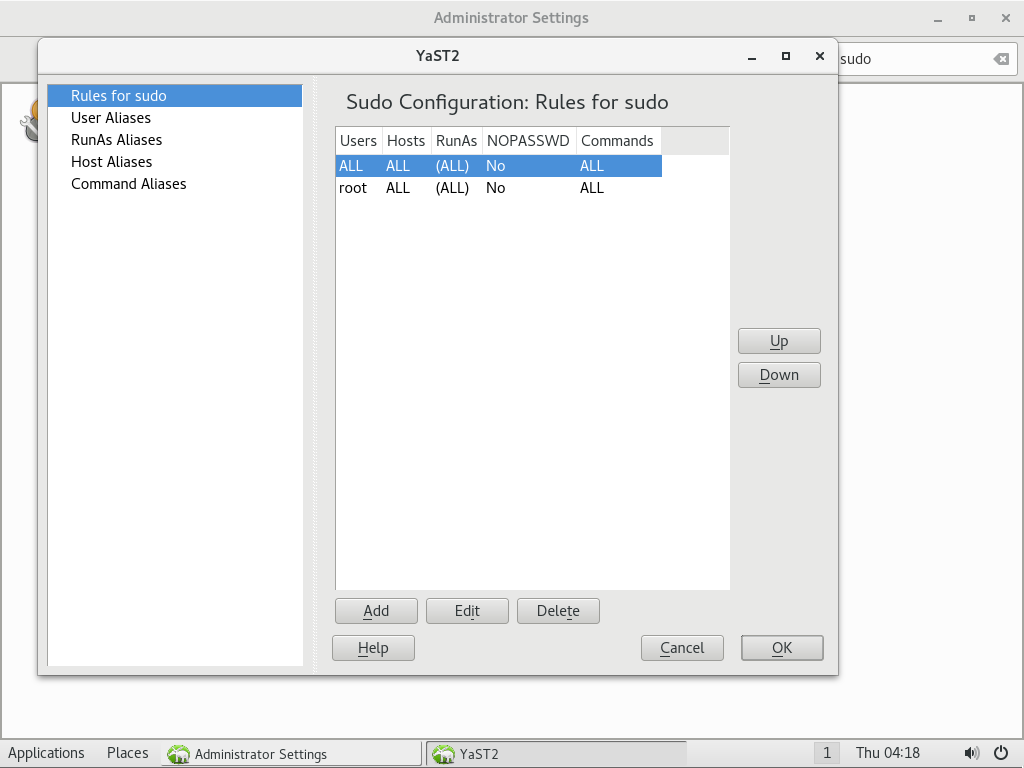 Administrator Settings
YaST2
sudo
Rules for sudo
User Aliases
RunAs Aliases
Host Aliases
Command Aliases
Sudo Configuration: Rules for sudo
Users Hosts RunAs NOPASSWD Commands
ALL ALL (ALL) No ALL
root ALL (ALL) No ALL
Up
Down
Add Edit Delete
Help Cancel OK
Applications Places Administrator Settings YaST2 1 Thu 04:18